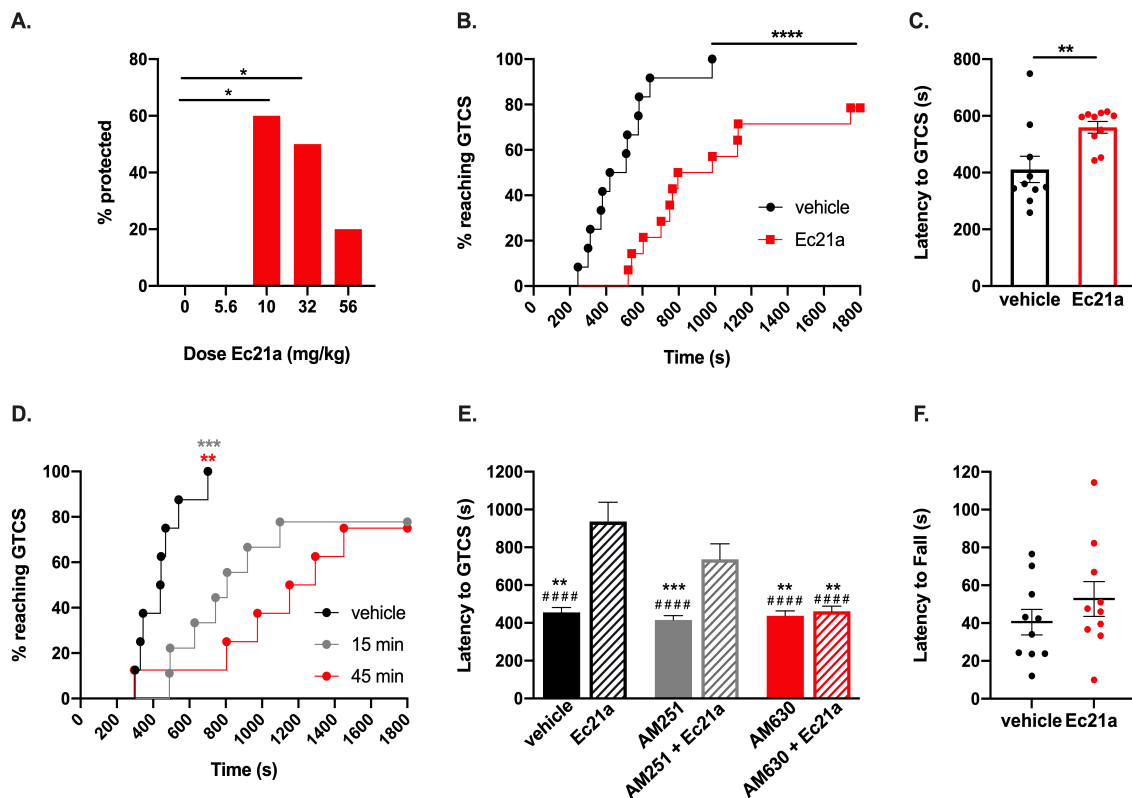 A.
% protected
80
60
40
20
0
* 
*
0 5.6 10 32 56
Dose Ec21a (mg/kg)
B.
% reaching GTCS
100
80
60
40
20
0
****
vehicle
Ec21a
0 200 400 600 800 1000 1200 1400 1600 1800
Time (s)
C.
Latency to GTCS (s)
800
600
400
200
0
**
vehicle Ec21a
D.
% reaching GTCS
100
75
50
25
0
***
**
vehicle
15 min
45 min
0 200 400 600 800 1000 1200 1400 1600 1800
Time (s)
E.
Latency to GTCS (s)
1200
1000
800
600
400
200
0
** *** ** **
#### #### #### ####
vehicle
Ec21a
AM251
AM251 + Ec21a
AM630
AM630 + Ec21a
F.
Latency to Fall (s)
120
100
80
60
40
20
0
vehicle Ec21a